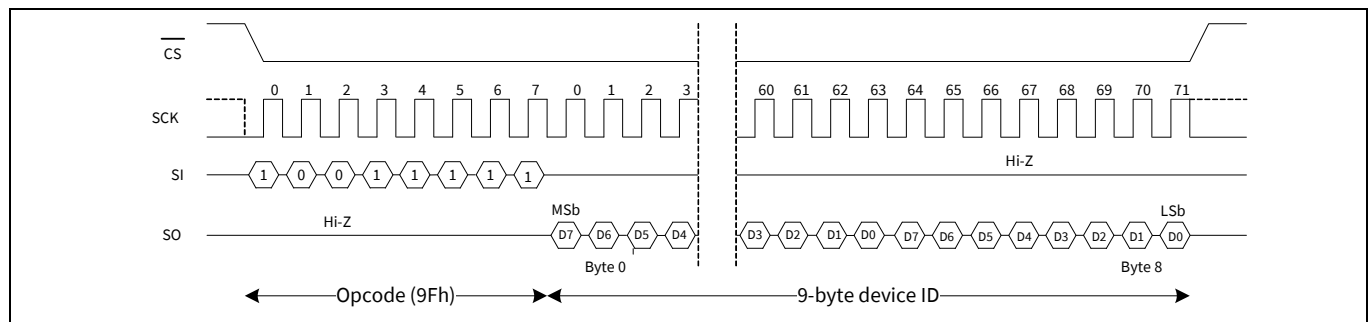 CS
0 1 2 3 4 5 6 7 0 1 2 3 60 61 62 63 64 65 66 67 68 69 70 71
SCK
Hi-Z
SI 1 0 0 1 1 1 1 1
Hi-Z MSb LSb
SO D7 D6 D5 D4 D3 D2 D1 D0 D7 D6 D5 D4 D3 D2 D1 D0
Byte 0 Byte 8
Opcode (9Fh) 9-byte device ID